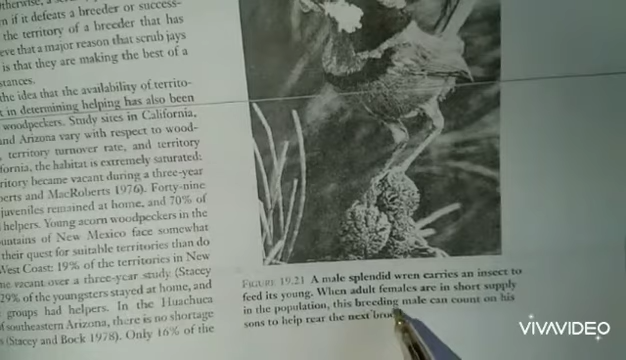 n if it defeats a breeder or success-
the territory of a breeder that has
eve that a major reason that scrub jays
is that they are making the best of a
stances.
the idea that the availability of territo-
t in determining helping has also been
woodpeckers. Study sites in California,
and Arizona vary with respect to wood-
territory turnover rate, and territory
fornia, the habitat is extremely saturated:
ritory became vacant during a three-year
berts and MacRoberts 1976). Forty-nine
juveniles remained at home, and 70% of
helpers. Young acorn woodpeckers in the
ountains of New Mexico face somewhat
their quest for suitable territories than do
West Coast: 19% of the territories in New
me vacant over a three-year study (Stacey
29% of the youngsters stayed at home, and
groups had helpers. In the Huachuca
f southeastern Arizona, there is no shortage
s (Stacey and Bock 1978). Only 16% of the
FIGURE 19.21 A male splendid wren carries an insect to
feed its young. When adult females are in short supply
in the population, this breeding male can count on his
sons to help rear the next
VIVAVIDEO